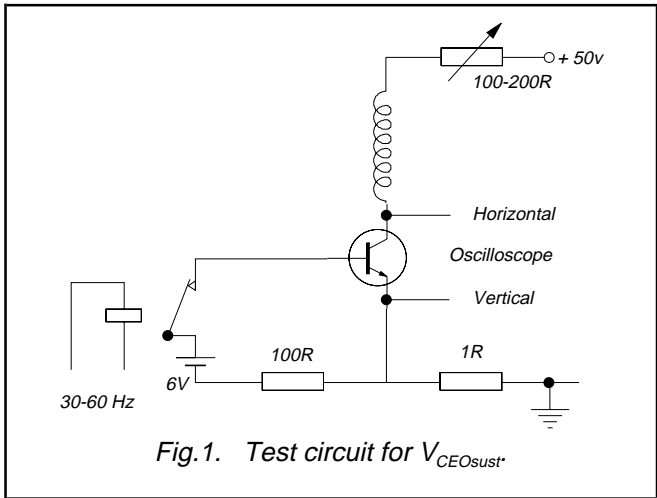 + 50v
100-200R
Horizontal
Oscilloscope
Vertical
100R
1R
6V
30-60 Hz
Fig.1. Test circuit for VCEOsust.